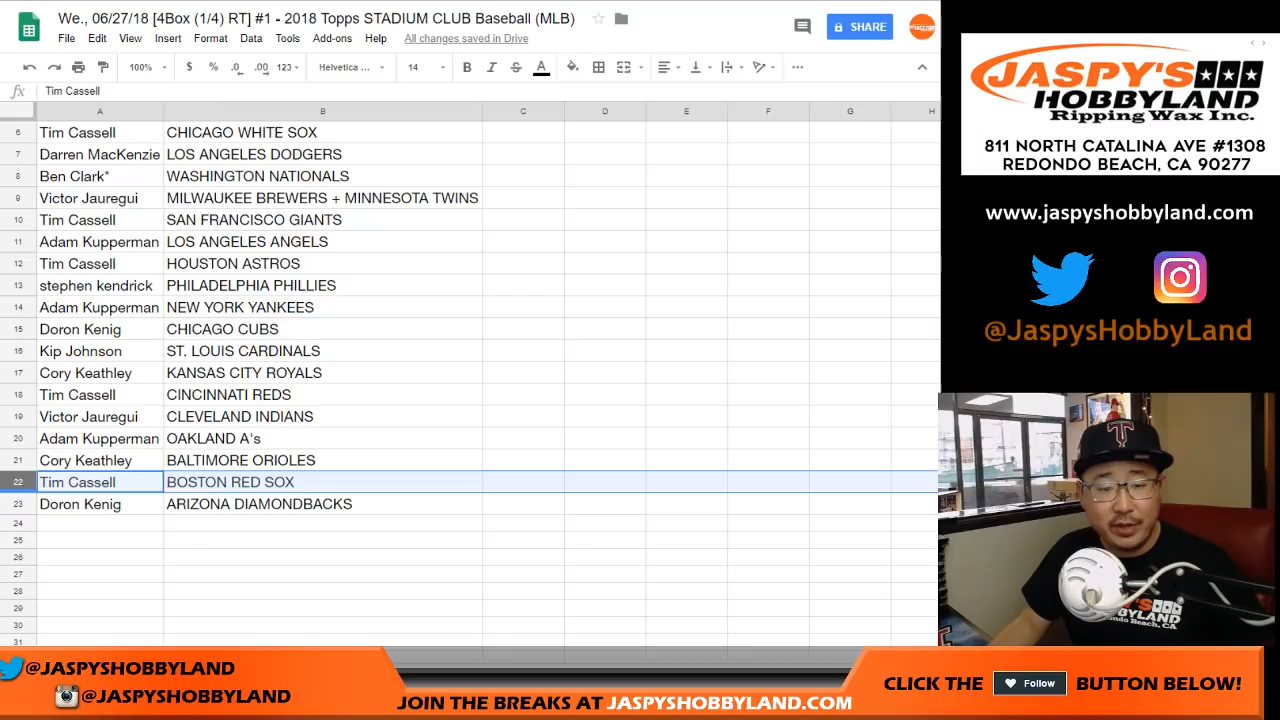 We., 06/27/18 [4Box (1/4) RT] #1 - 2018 Topps STADIUM CLUB Baseball (MLB)
File Edit View Insert Format Data Tools Add-ons Help All changes saved in Drive
SHARE
100% $ % .0 .00 123 Helvetica ... 14 B I S A
fx Tim Cassell
A B C D E F G H
6 Tim Cassell CHICAGO WHITE SOX
7 Darren MacKenzie LOS ANGELES DODGERS
8 Ben Clark* WASHINGTON NATIONALS
9 Victor Jauregui MILWAUKEE BREWERS + MINNESOTA TWINS
10 Tim Cassell SAN FRANCISCO GIANTS
11 Adam Kupperman LOS ANGELES ANGELS
12 Tim Cassell HOUSTON ASTROS
13 stephen kendrick PHILADELPHIA PHILLIES
14 Adam Kupperman NEW YORK YANKEES
15 Doron Kenig CHICAGO CUBS
16 Kip Johnson ST. LOUIS CARDINALS
17 Cory Keathley KANSAS CITY ROYALS
18 Tim Cassell CINCINNATI REDS
19 Victor Jauregui CLEVELAND INDIANS
20 Adam Kupperman OAKLAND A's
21 Cory Keathley BALTIMORE ORIOLES
22 Tim Cassell BOSTON RED SOX
23 Doron Kenig ARIZONA DIAMONDBACKS
24
25
26
27
28
29
30
31
JASPY'S
HOBBYLAND
Ripping Wax Inc.
811 NORTH CATALINA AVE #1308
REDONDO BEACH, CA 90277
www.jaspyshobbyland.com
@JaspysHobbyLand
T
JASPY'S
HOBBYLAND
Redondo Beach, CA
@JASPYSHOBBYLAND
@JASPYSHOBBYLAND
JOIN THE BREAKS AT JASPYSHOBBYLAND.COM
CLICK THE Follow BUTTON BELOW!